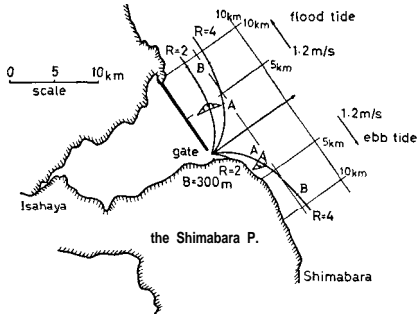 10km
10km
flood tide
R=4
R=2
B
1.2m/s
0 5 10km
scale
5km
A
1.2m/s
5km
ebb tide
gate
A
R=2
10km
B=300m
B
Isahaya
R=4
the Shimabara P.
Shimabara